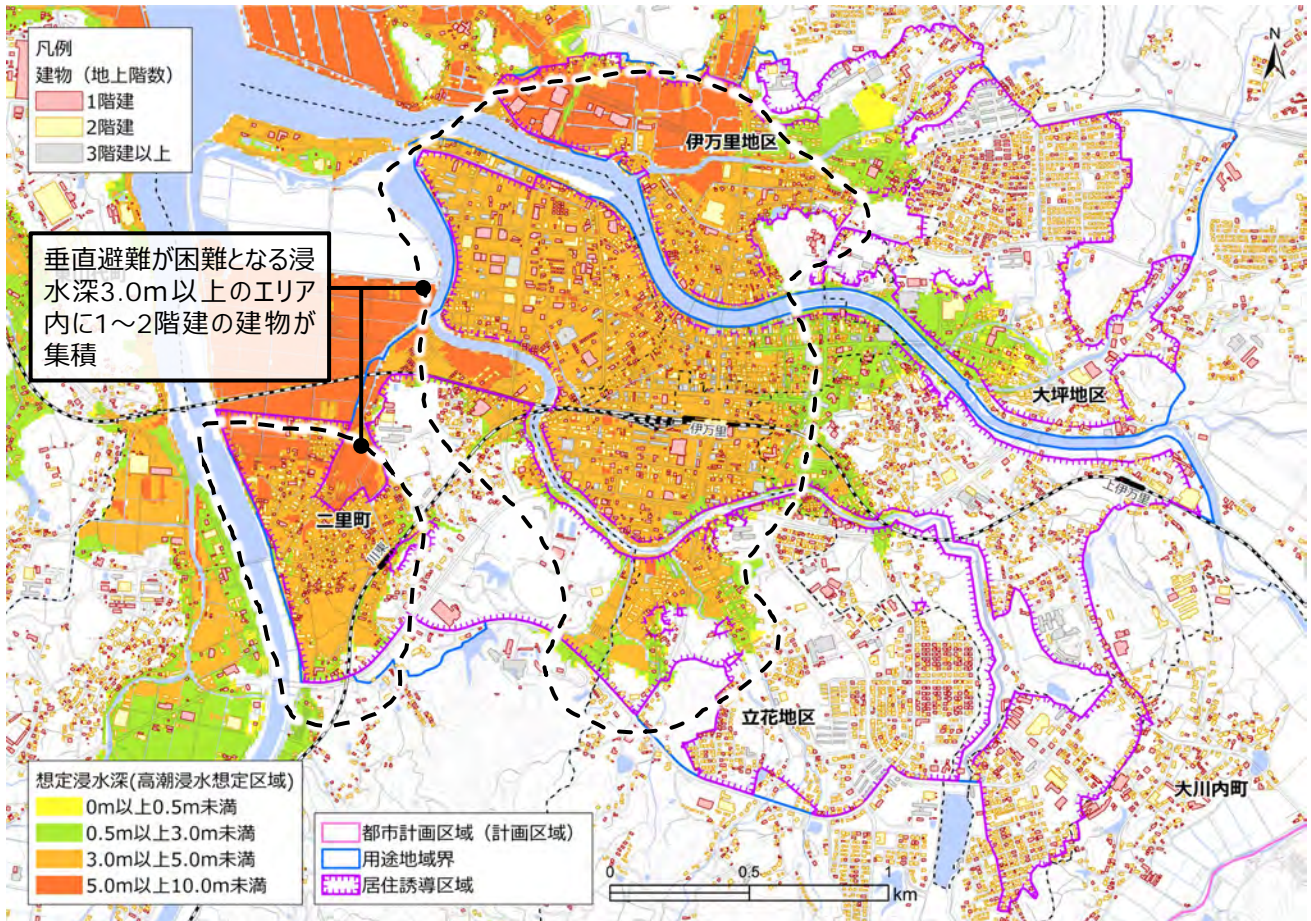 凡例
建物（地上階数）
1階建
2階建
3階建以上
N
伊万里地区
垂直避難が困難となる浸
水深3.0m以上のエリア
内に1～2階建の建物が
集積
大坪地区
伊万里
上伊万里
二里町
川東
立花地区
大川内町
想定浸水深(高潮浸水想定区域)
0m以上0.5m未満
0.5m以上3.0m未満
3.0m以上5.0m未満
5.0m以上10.0m未満
都市計画区域（計画区域）
用途地域界
居住誘導区域
0 0.5 1
km